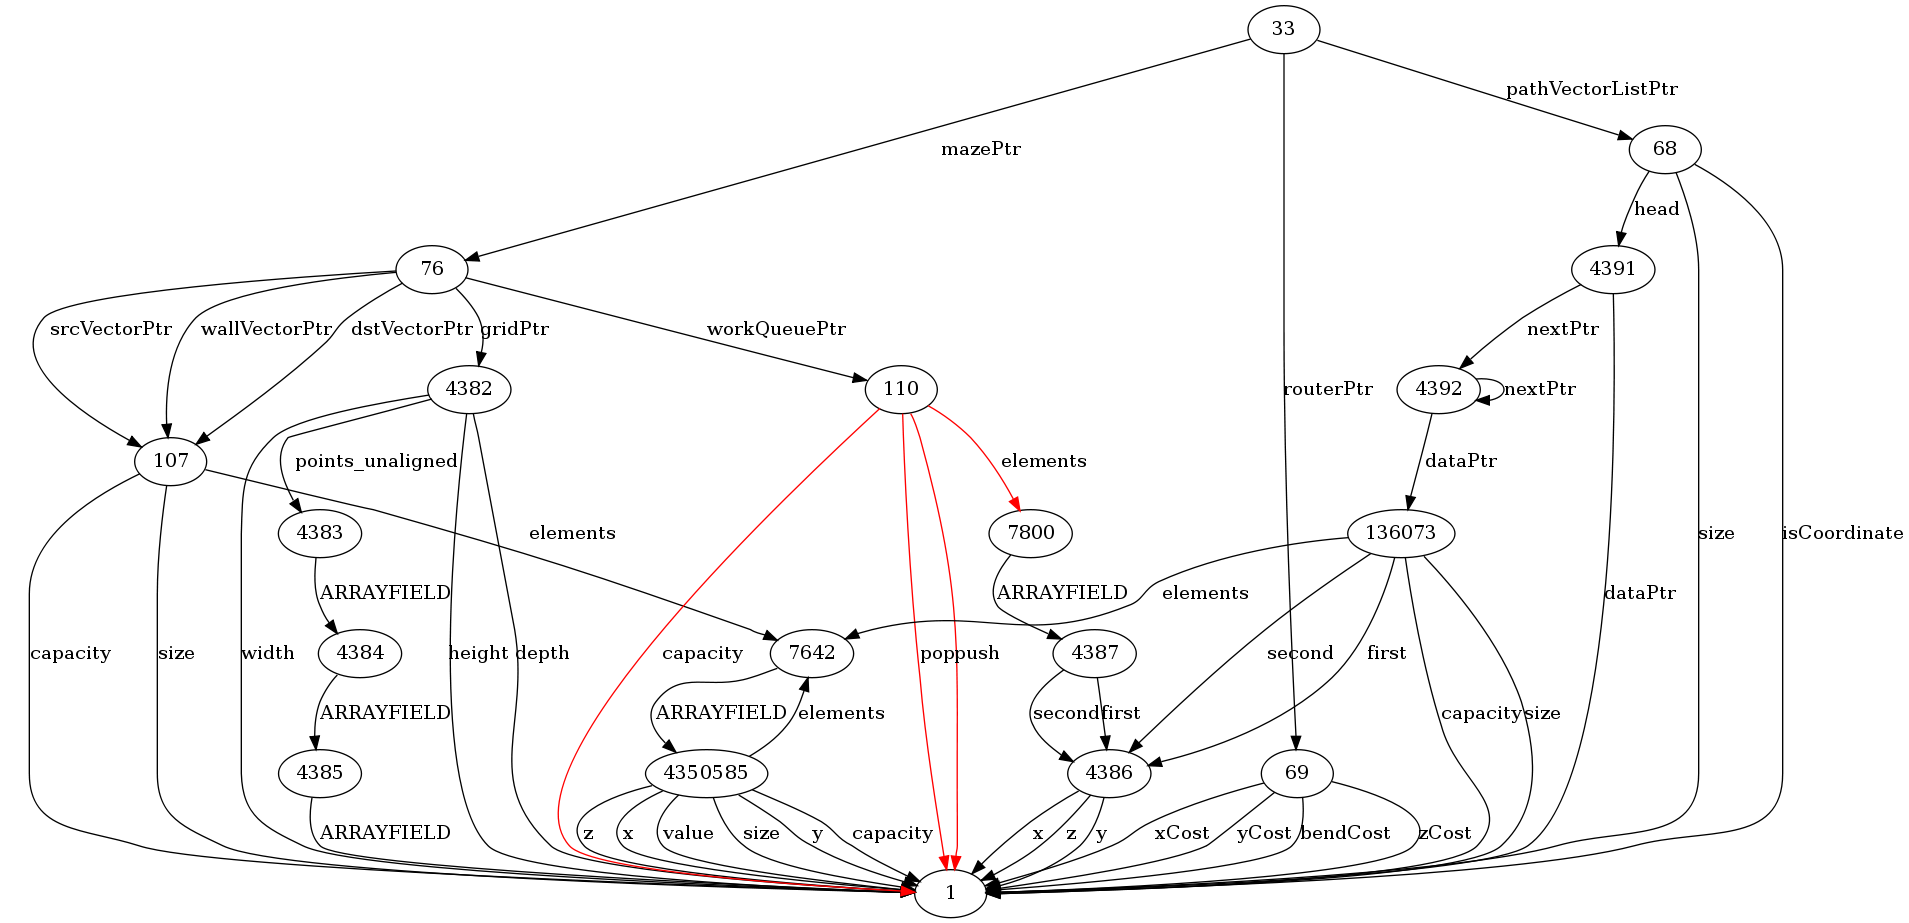 33
pathVectorListPtr
68
mazePtr
head
76
4391
srcVectorPtr
wallVectorPtr
dstVectorPtr
gridPtr
workQueuePtr
nextPtr
4382
110
routerPtr
4392
nextPtr
107
points_unaligned
elements
dataPtr
4383
elements
7800
136073
size
isCoordinate
ARRAYFIELD
ARRAYFIELD
elements
dataPtr
capacity
size
width
4384
height
depth
capacity
7642
poppush
4387
second
first
ARRAYFIELD
ARRAYFIELD
elements
second
first
capacity
size
4385
4350585
4386
69
ARRAYFIELD
z
x
value
size
y
capacity
x
z
y
xCost
yCost
bendCost
zCost
1